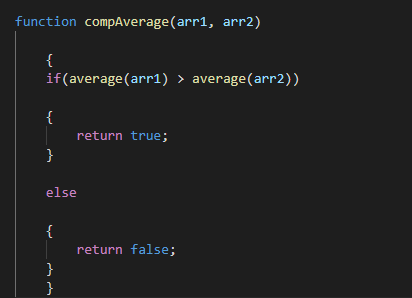 function compAverage(arr1, arr2)
{
if(average(arr1) > average(arr2))
{
return true;
}
else
{
return false;
}
}